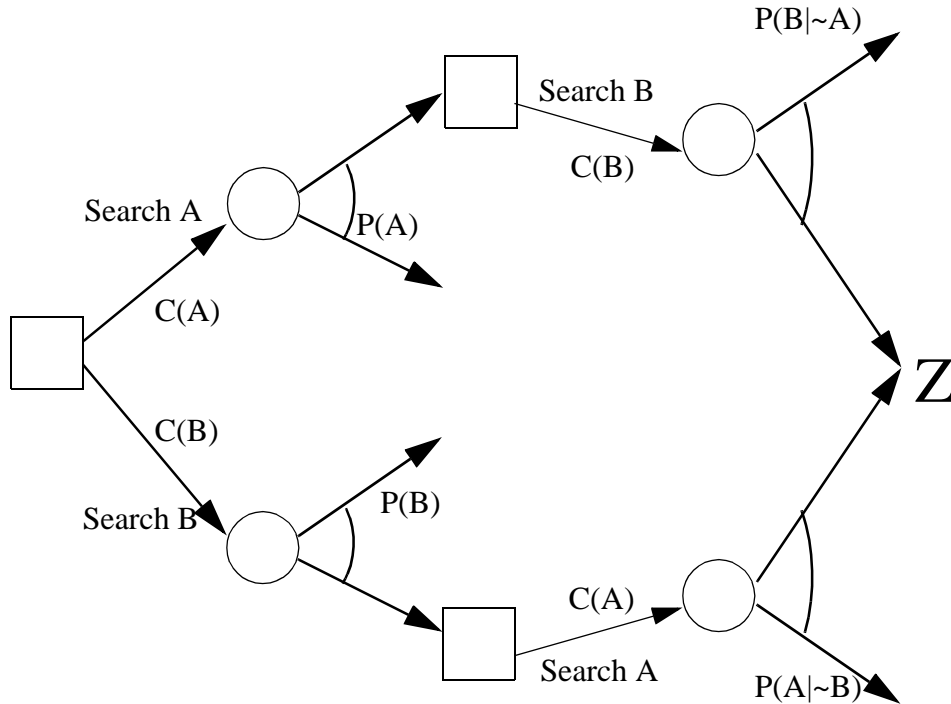 P(B|~A)
Search B
C(B)
Search A
P(A)
C(A)
Z
C(B)
P(B)
Search B
C(A)
Search A
P(A|~B)